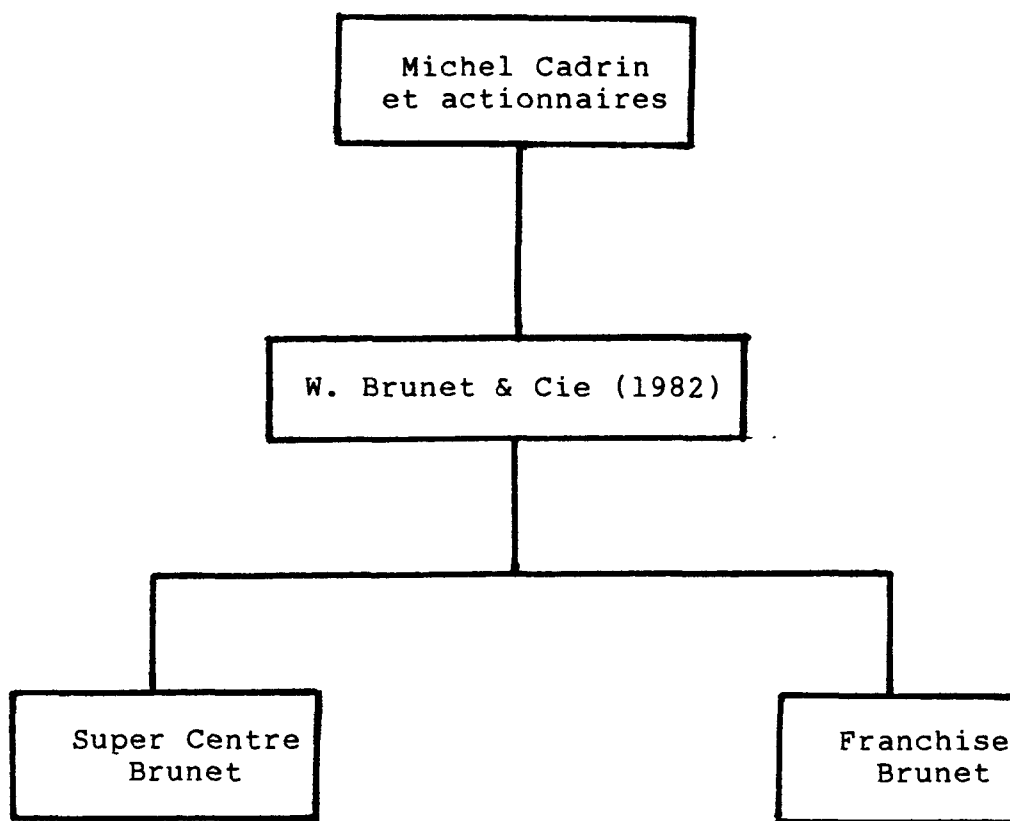 Michel Cadrin
et actionnaires
W. Brunet & Cie (1982)
Super Centre
Brunet
Franchise
Brunet